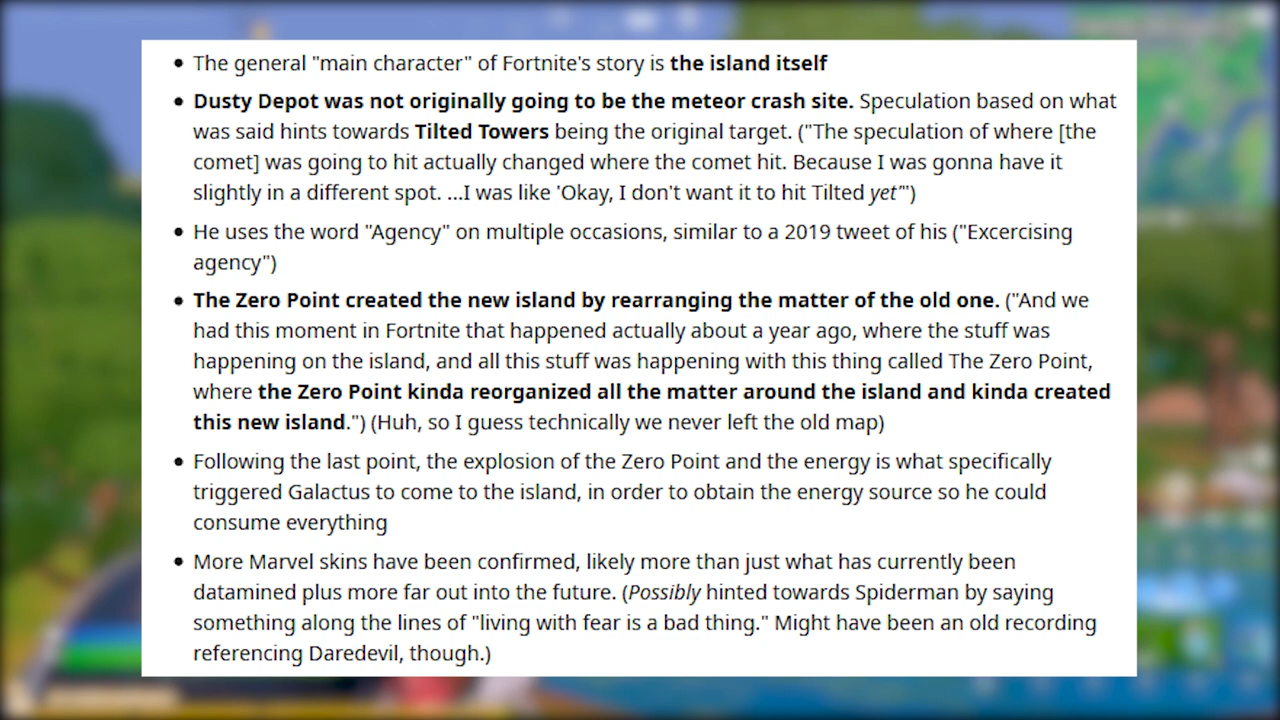 • The general "main character" of Fortnite's story is the island itself
• Dusty Depot was not originally going to be the meteor crash site. Speculation based on what
was said hints towards Tilted Towers being the original target. ("The speculation of where [the
comet] was going to hit actually changed where the comet hit. Because I was gonna have it
slightly in a different spot. ...I was like 'Okay, I don't want it to hit Tilted yet'")
• He uses the word "Agency" on multiple occasions, similar to a 2019 tweet of his ("Excercising
agency")
• The Zero Point created the new island by rearranging the matter of the old one. ("And we
had this moment in Fortnite that happened actually about a year ago, where the stuff was
happening on the island, and all this stuff was happening with this thing called The Zero Point,
where the Zero Point kinda reorganized all the matter around the island and kinda created
this new island.") (Huh, so I guess technically we never left the old map)
• Following the last point, the explosion of the Zero Point and the energy is what specifically
triggered Galactus to come to the island, in order to obtain the energy source so he could
consume everything
• More Marvel skins have been confirmed, likely more than just what has currently been
datamined plus more far out into the future. (Possibly hinted towards Spiderman by saying
something along the lines of "living with fear is a bad thing." Might have been an old recording
referencing Daredevil, though.)